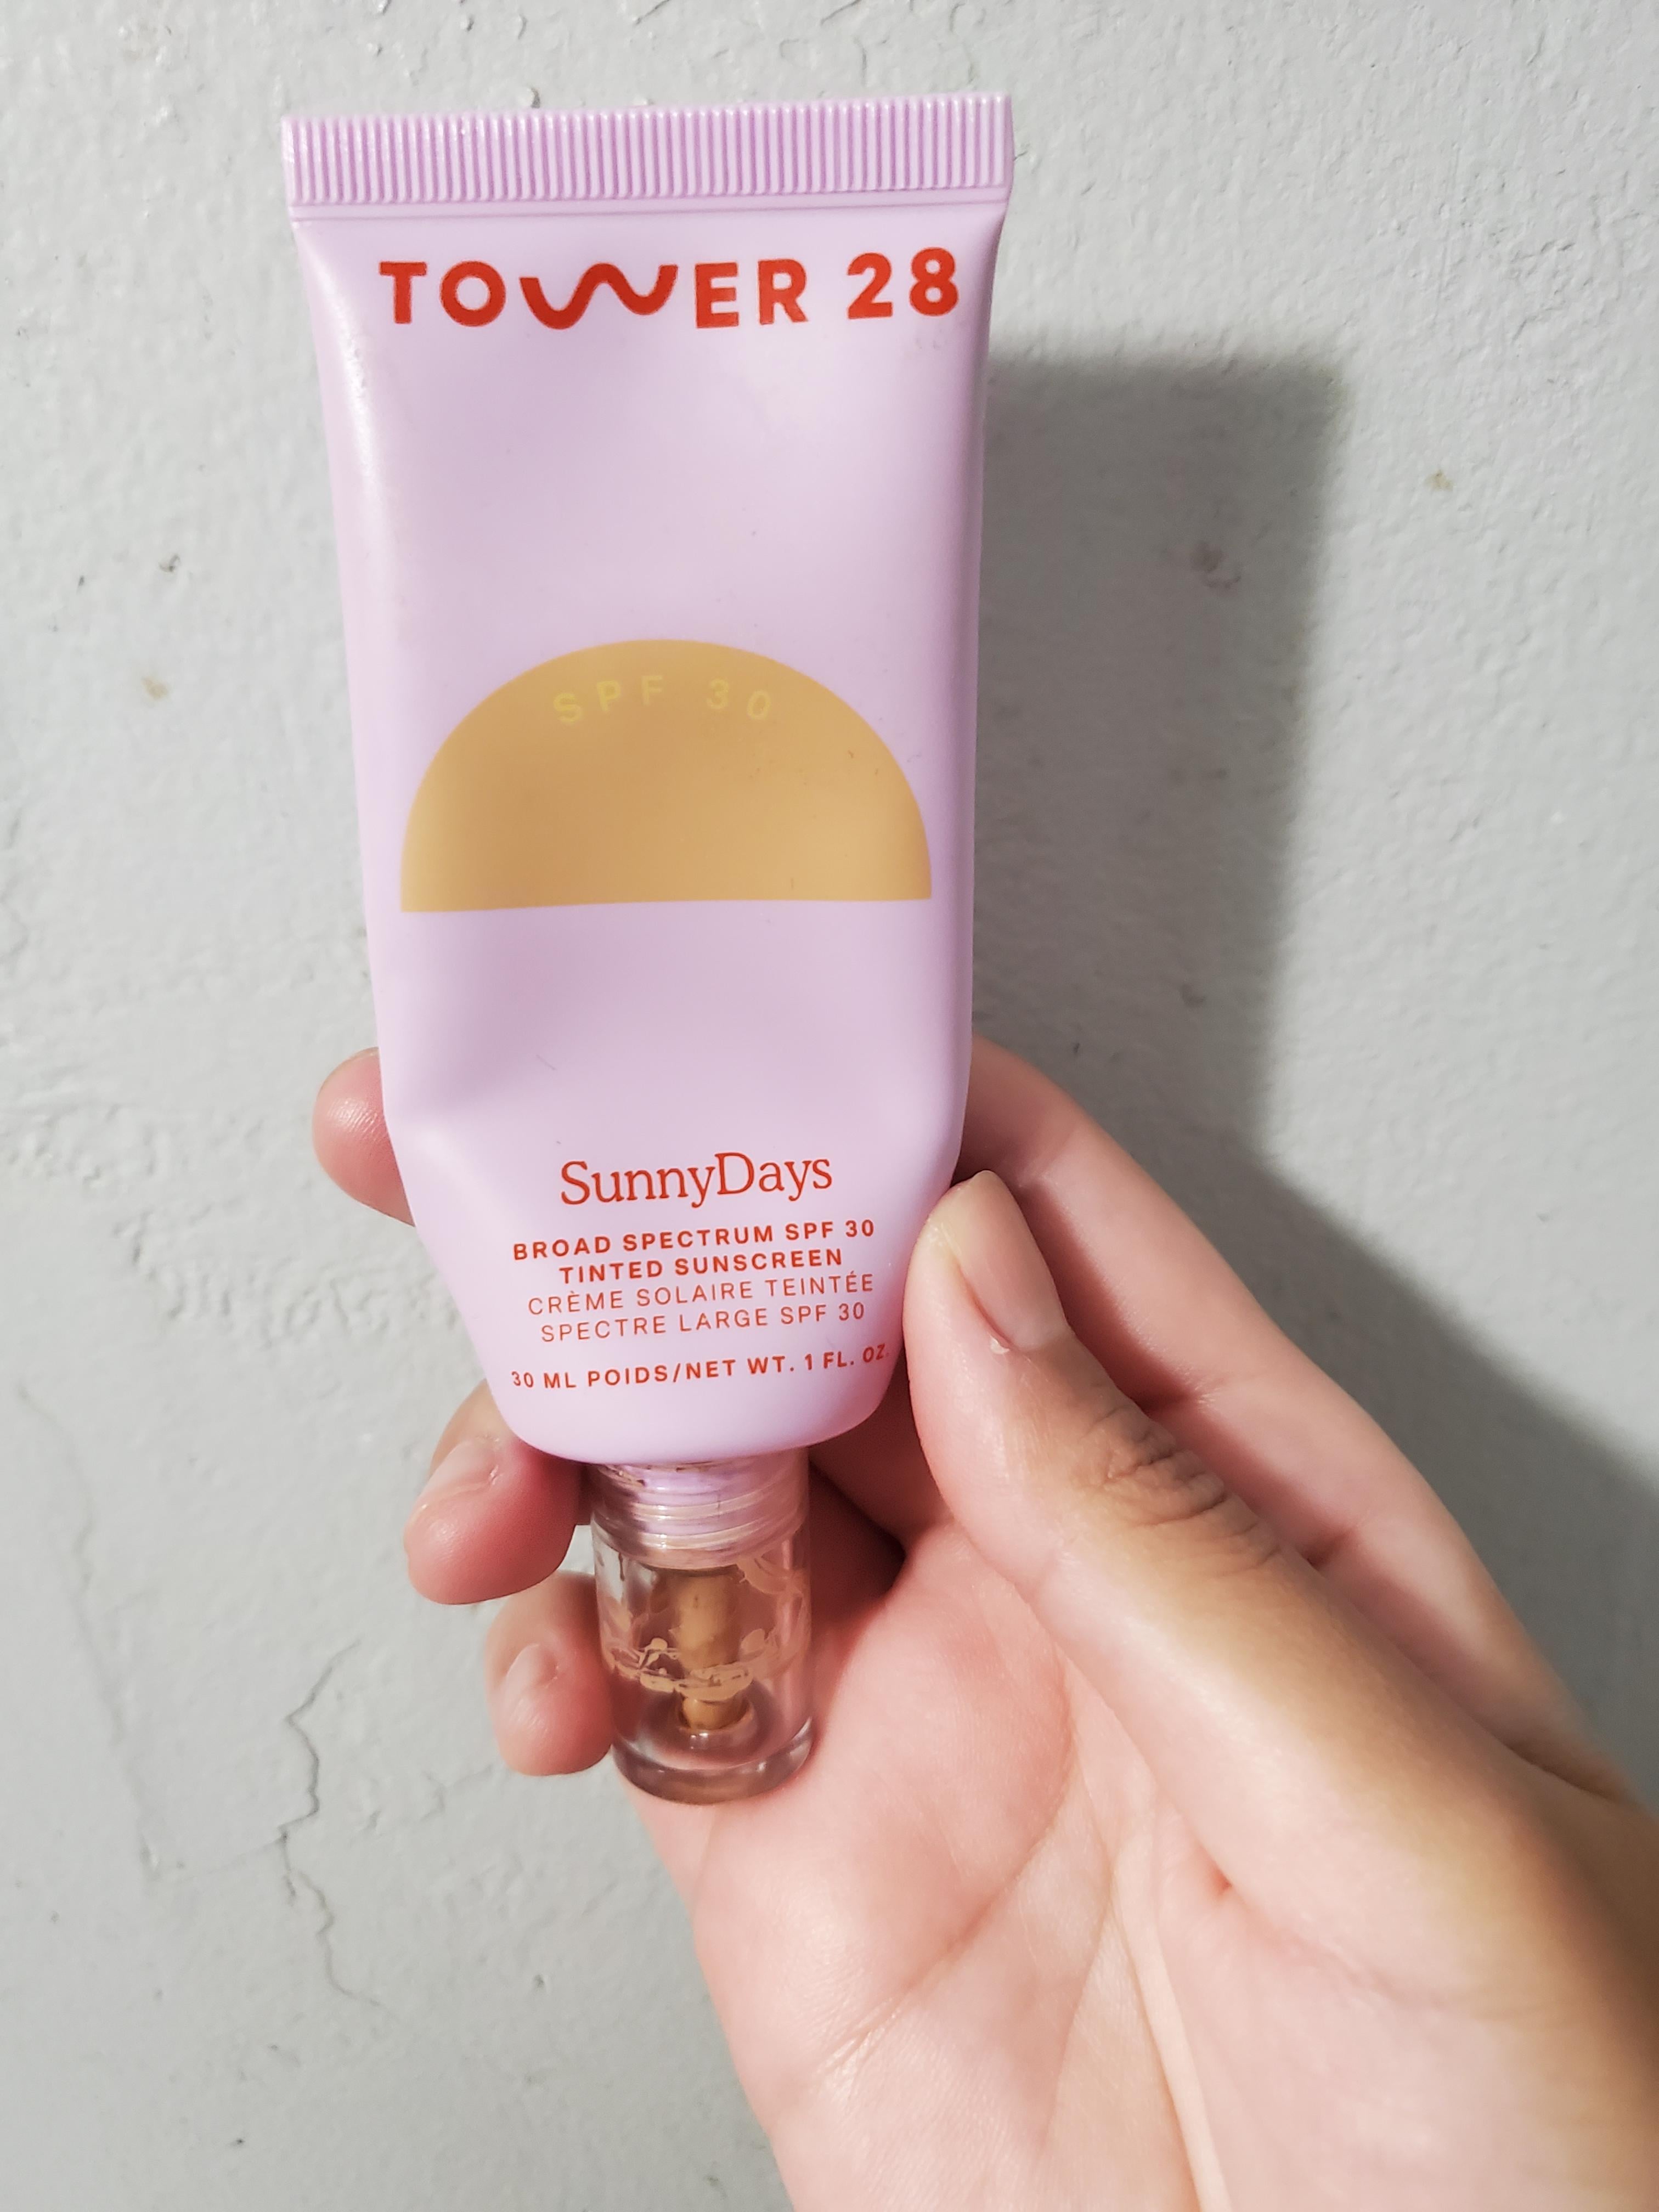 TOWER 28
SPF 30
SunnyDays
BROAD SPECTRUM SPF 30
TINTED SUNSCREEN
CRÈME SOLAIRE TEINTÉE
SPECTRE LARGE SPF 30
30 ML POIDS/NET WT. 1 FL. OZ.